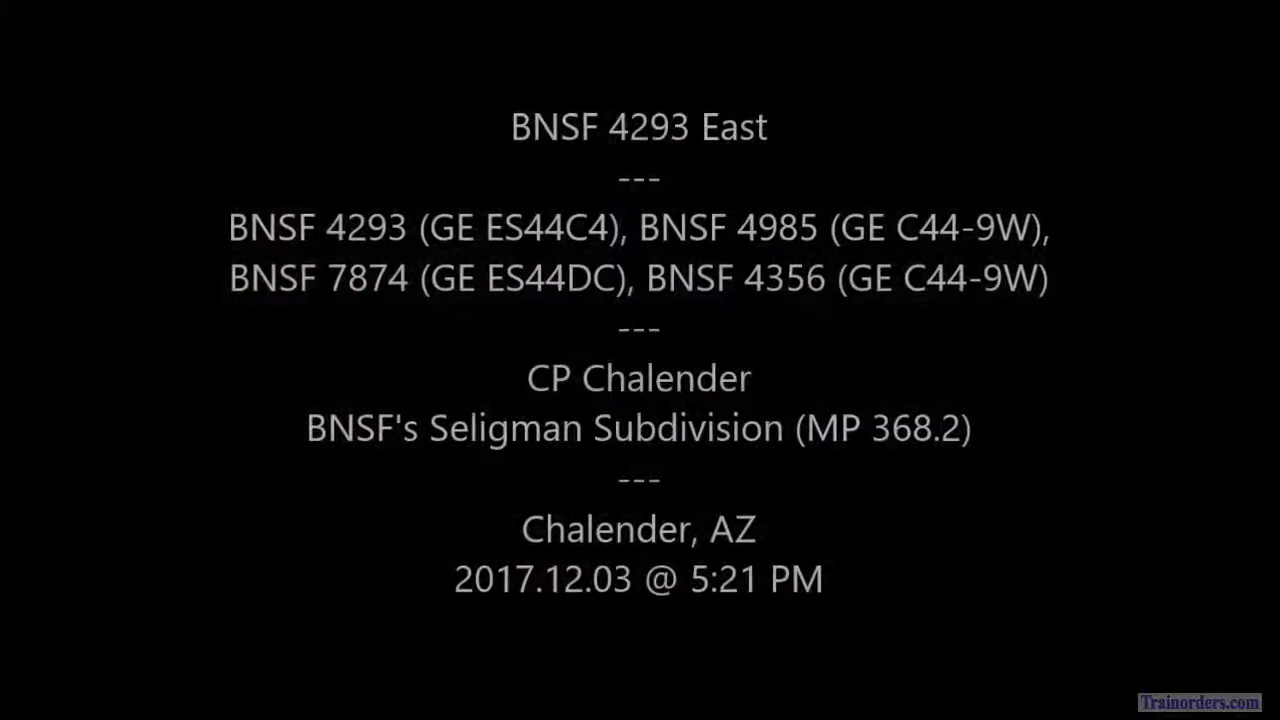 BNSF 4293 East
---
BNSF 4293 (GE ES44C4), BNSF 4985 (GE C44-9W),
BNSF 7874 (GE ES44DC), BNSF 4356 (GE C44-9W)
---
CP Chalender
BNSF's Seligman Subdivision (MP 368.2)
---
Chalender, AZ
2017.12.03 @ 5:21 PM
Trainorders.com